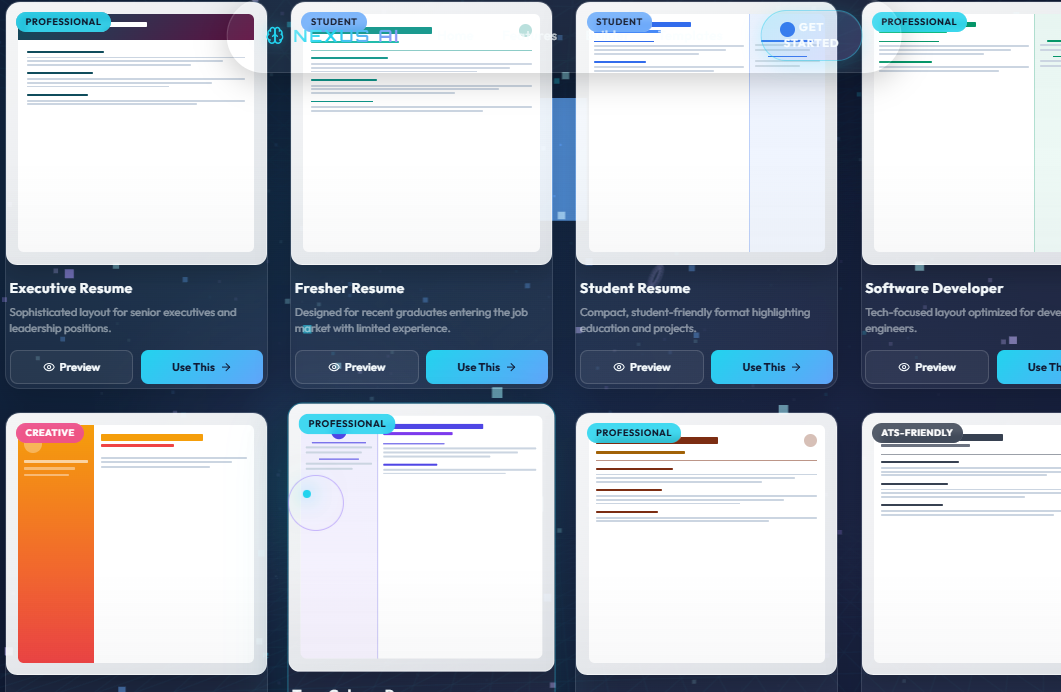 PROFESSIONAL
STUDENT
STUDENT
PROFESSIONAL
NEXUS AI
GET
STARTED
Executive Resume
Sophisticated layout for senior executives and
leadership positions.
Preview
Use This →
Fresher Resume
Designed for recent graduates entering the job
market with limited experience.
Preview
Use This →
Student Resume
Compact, student-friendly format highlighting
education and projects.
Preview
Use This →
Software Developer
Tech-focused layout optimized for
engineers.
Preview
Use
CREATIVE
PROFESSIONAL
PROFESSIONAL
ATS-FRIENDLY